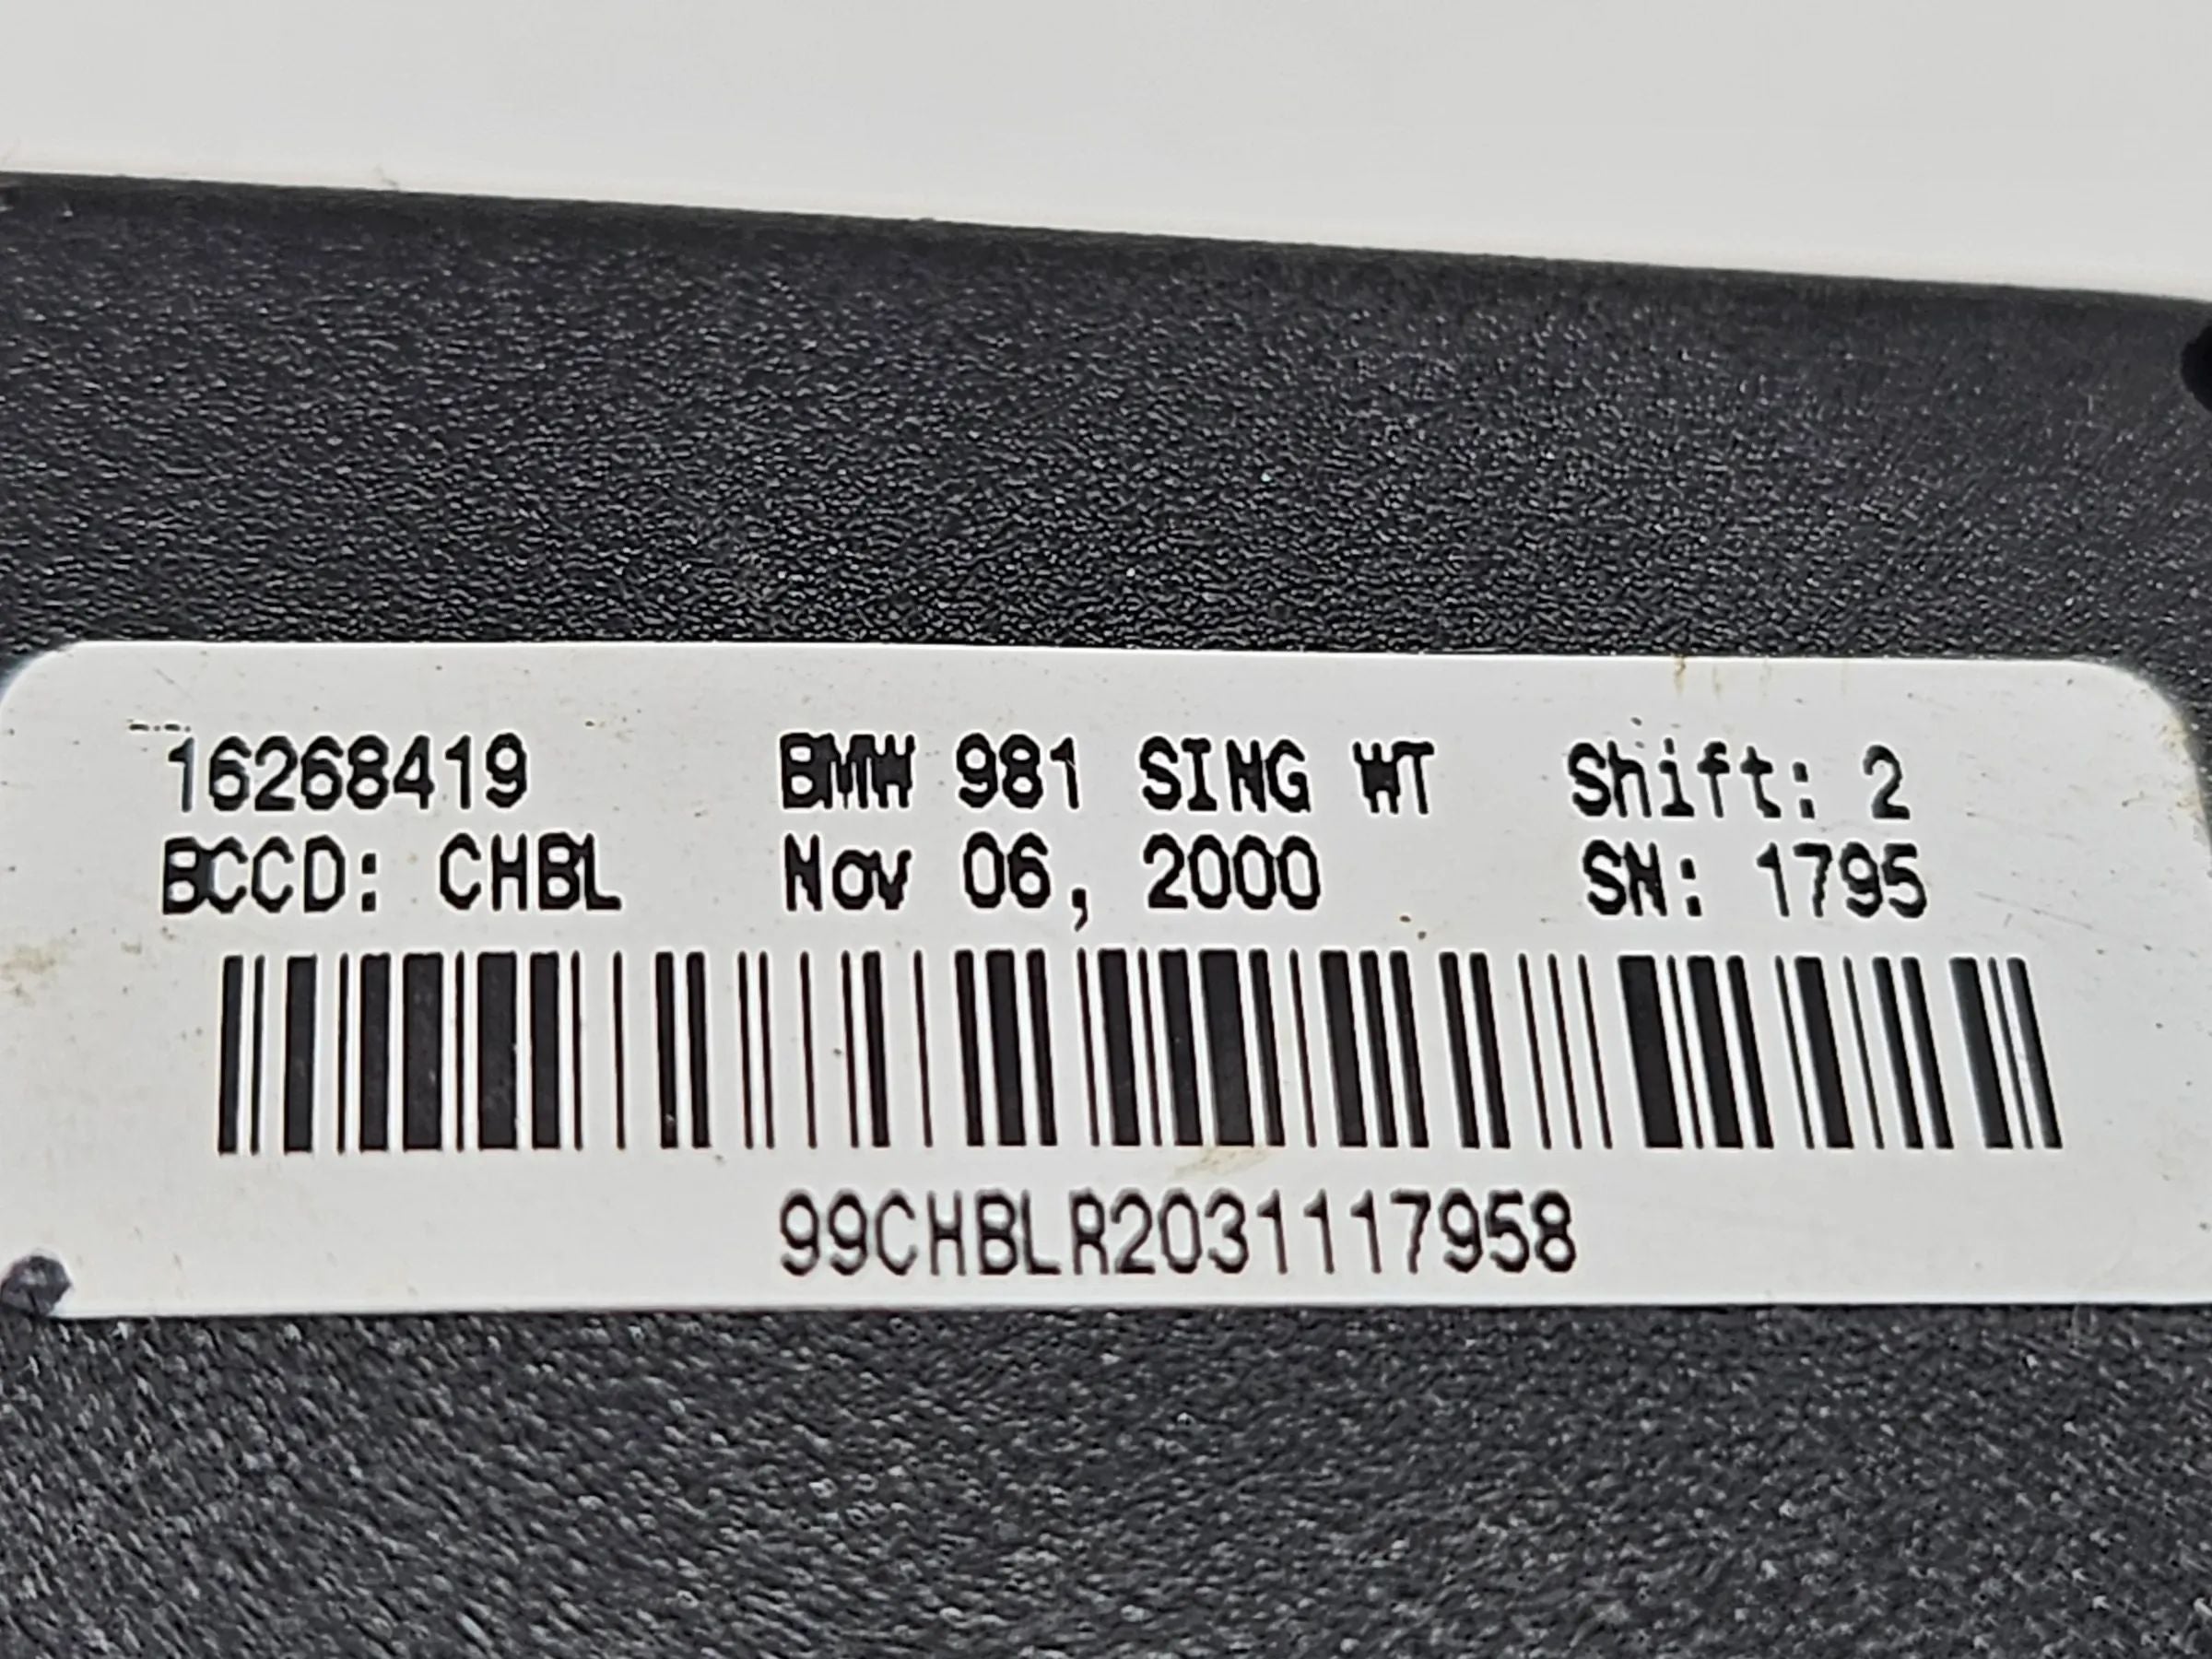 16268419 BMW 981 SING WT Shift: 2
BCCD: CHBL Nov 06, 2000 SN: 1795
99CHBLR2031117958